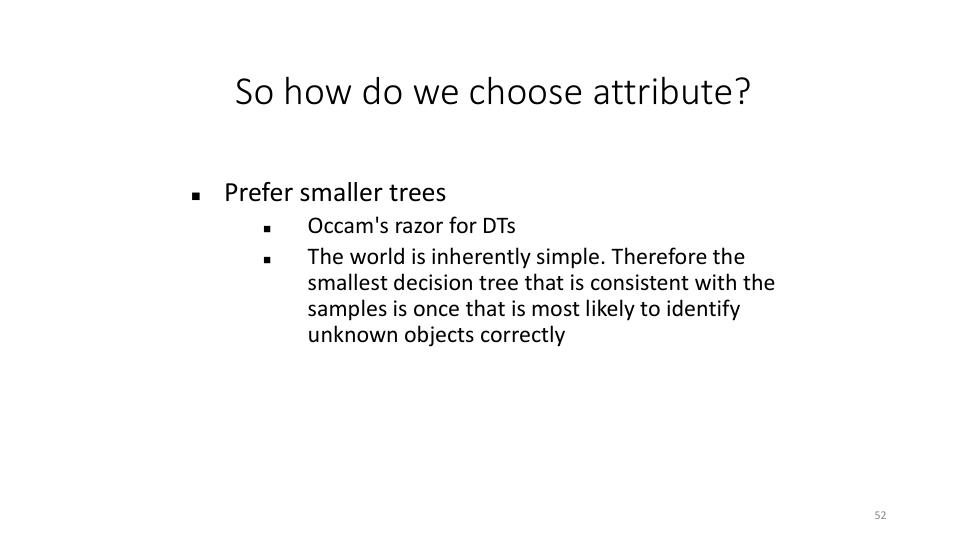 So how do we choose attribute?
▪ Prefer smaller trees
▪ Occam's razor for DTs
▪ The world is inherently simple. Therefore the
smallest decision tree that is consistent with the
samples is once that is most likely to identify
unknown objects correctly
52